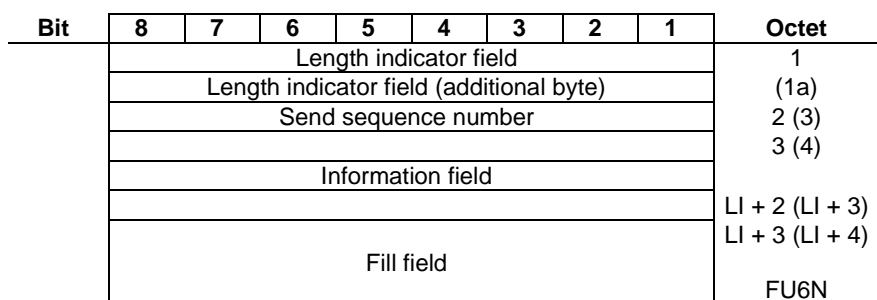 Bit 8 7 6 5 4 3 2 1 Octet
Length indicator field 1
Length indicator field (additional byte) (1a)
Send sequence number 2 (3)
3 (4)
Information field
LI + 2 (LI + 3)
LI + 3 (LI + 4)
Fill field
FU6N